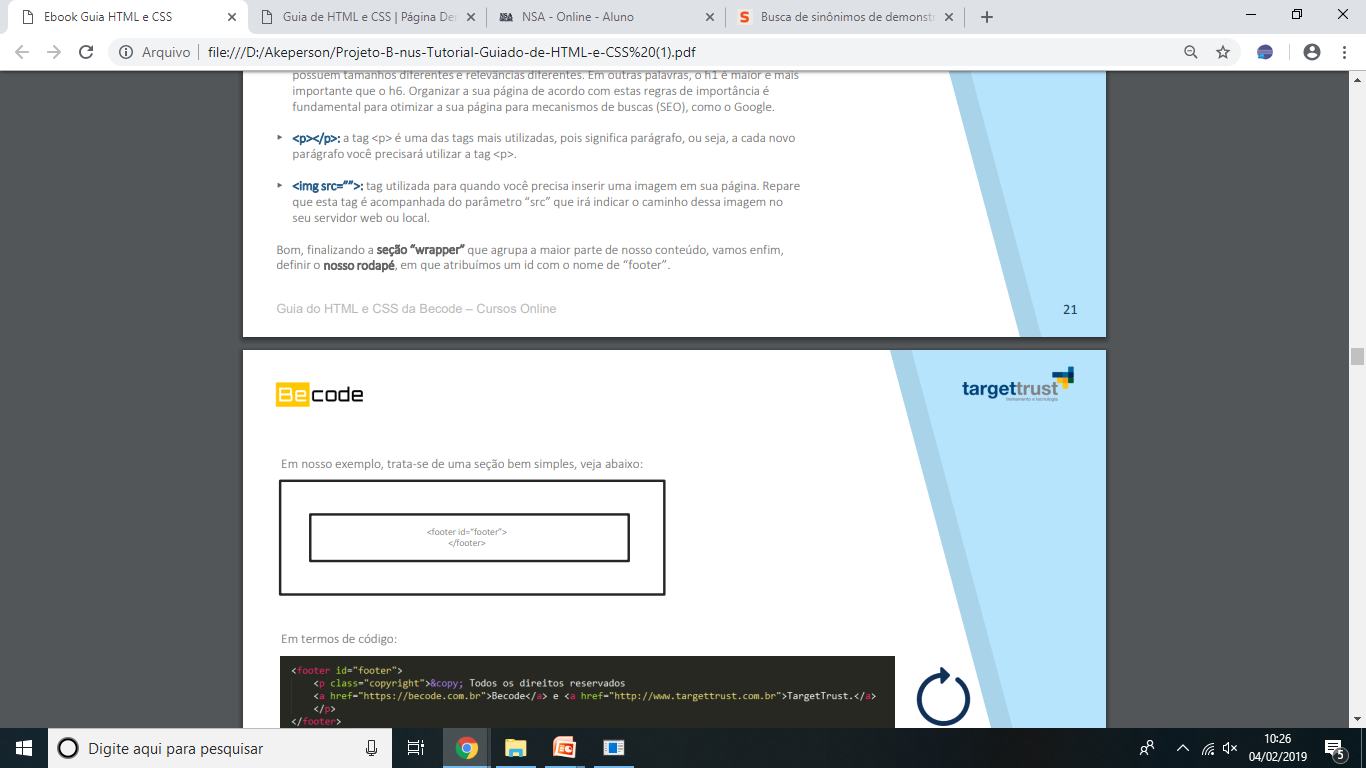 Ebook Guia HTML e CSS
Guia de HTML e CSS | Página De
NSA - Online - Aluno
Busca de sinônimos de demonst
Arquivo | file:///D:/Akeperson/Projeto-B-nus-Tutorial-Guiado-de-HTML-e-CSS%20(1).pdf
possuem tamanhos diferentes e relevâncias diferentes. Em outras palavras, o h1 é maior e mais
importante que o h6. Organizar a sua página de acordo com estas regras de importância é
fundamental para otimizar a sua página para mecanismos de buscas (SEO), como o Google.
<p></p>: a tag <p> é uma das tags mais utilizadas, pois significa parágrafo, ou seja, a cada novo
parágrafo você precisará utilizar a tag <p>.
<img src=””>: tag utilizada para quando você precisa inserir uma imagem em sua página. Repare
que esta tag é acompanhada do parâmetro “src” que irá indicar o caminho dessa imagem no
seu servidor web ou local.
Bom, finalizando a seção “wrapper” que agrupa a maior parte de nosso conteúdo, vamos enfim,
definir o nosso rodapé, em que atribuímos um id com o nome de “footer”.
Guia do HTML e CSS da Becode – Cursos Online
21
Becode
targettrust
treinamento e tecnologia
Em nosso exemplo, trata-se de uma seção bem simples, veja abaixo:
<footer id=“footer”>
</footer>
Em termos de código:
<footer id="footer">
<p class="copyright">&copy; Todos os direitos reservados
<a href="https://becode.com.br">Becode</a> e <a href="http://www.targettrust.com.br">TargetTrust.</a>
</p>
</footer>
Digite aqui para pesquisar
10:26
04/02/2019
5